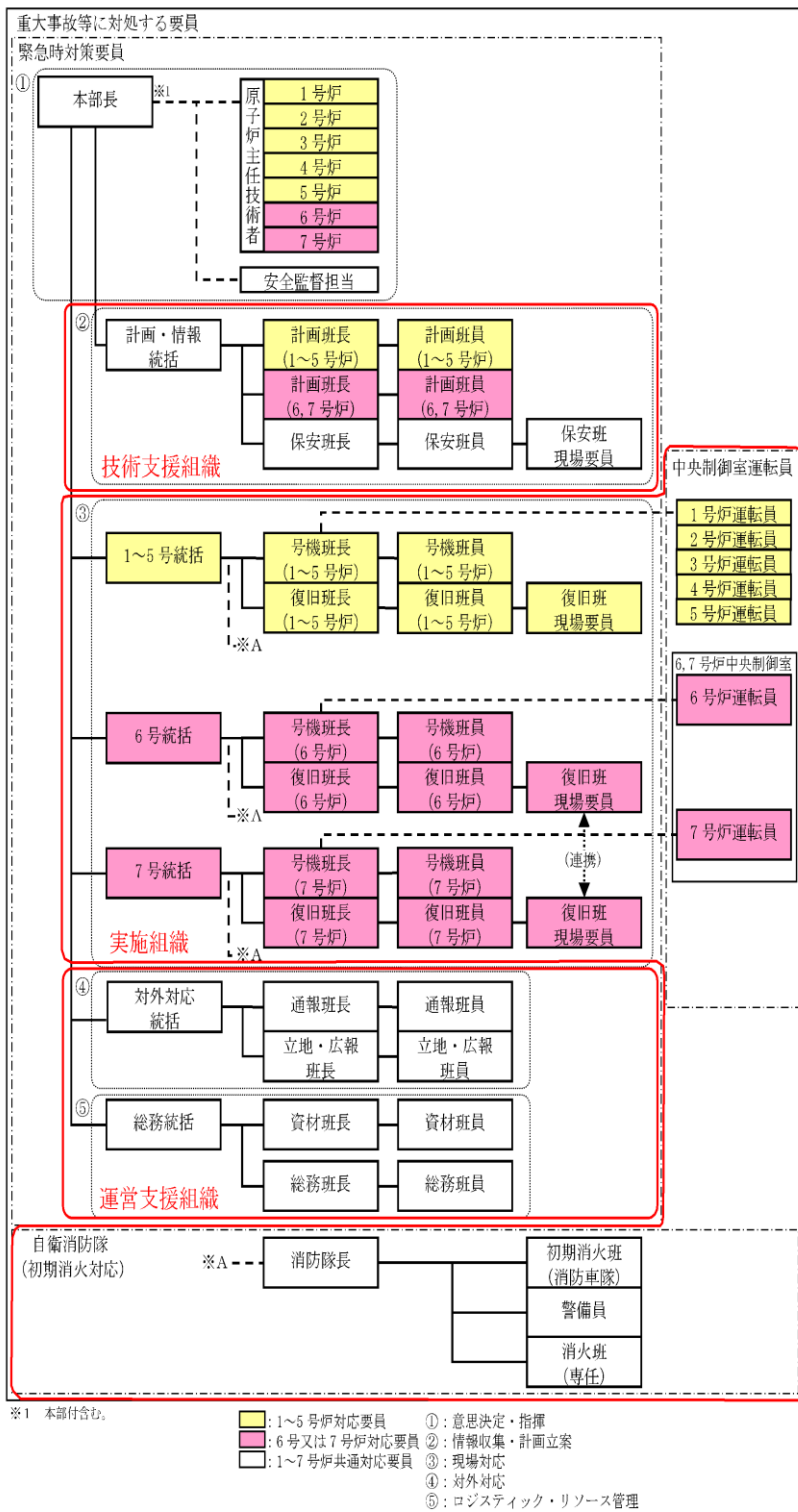 重大事故等に対処する要員
緊急時対策要員
①
本部長
※1
原子炉主任技術者
1号炉
2号炉
3号炉
4号炉
5号炉
6号炉
7号炉
安全監督担当
②
計画・情報
統括
計画班長
(1~5号炉)
計画班員
(1~5号炉)
計画班長
(6,7号炉)
計画班員
(6,7号炉)
保安班長
保安班員
保安班
現場要員
技術支援組織
中央制御室運転員
③
1~5号統括
号機班長
(1~5号炉)
号機班員
(1~5号炉)
復旧班長
(1~5号炉)
復旧班員
(1~5号炉)
復旧班
現場要員
※A
1号炉運転員
2号炉運転員
3号炉運転員
4号炉運転員
5号炉運転員
6,7号炉中央制御室
6号炉運転員
7号炉運転員
6号統括
号機班長
(6号炉)
号機班員
(6号炉)
復旧班長
(6号炉)
復旧班員
(6号炉)
復旧班
現場要員
※A
(連携)
7号統括
号機班長
(7号炉)
号機班員
(7号炉)
復旧班長
(7号炉)
復旧班員
(7号炉)
復旧班
現場要員
※A
実施組織
④
対外対応
統括
通報班長
通報班員
立地・広報
班長
立地・広報
班員
⑤
総務統括
資材班長
資材班員
総務班長
総務班員
運営支援組織
自衛消防隊
(初期消火対応)
※A
消防隊長
初期消火班
(消防車隊)
警備員
消火班
(専任)
※1 本部付含む。
:1~5号炉対応要員
:6号又は7号炉対応要員
:1~7号炉共通対応要員
①:意思決定・指揮
②:情報収集・計画立案
③:現場対応
④:対外対応
⑤:ロジスティック・リソース管理